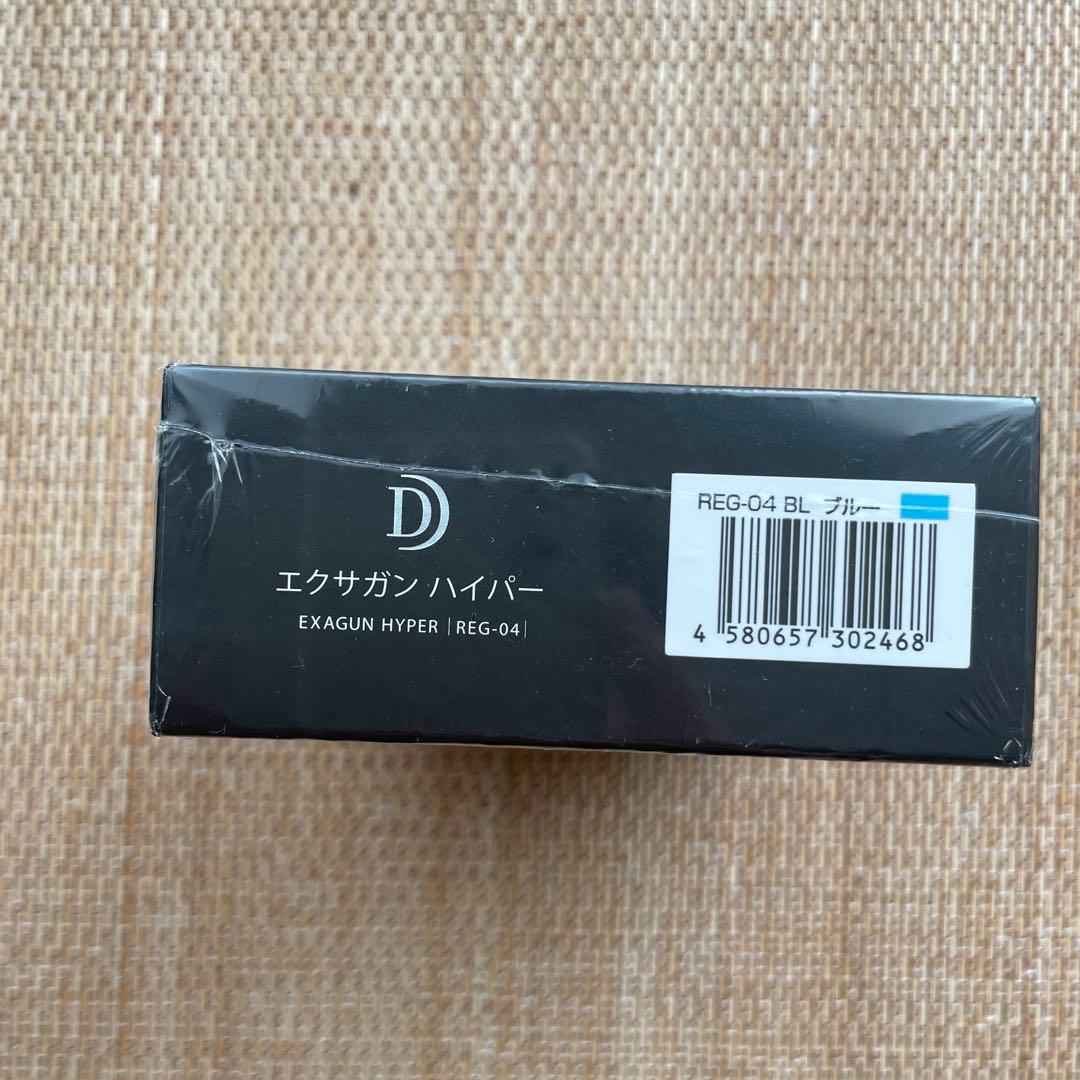 D
エクサガン ハイパー
EXAGUN HYPER |REG-04|
REG-04 BL ブルー
4 580657 302468